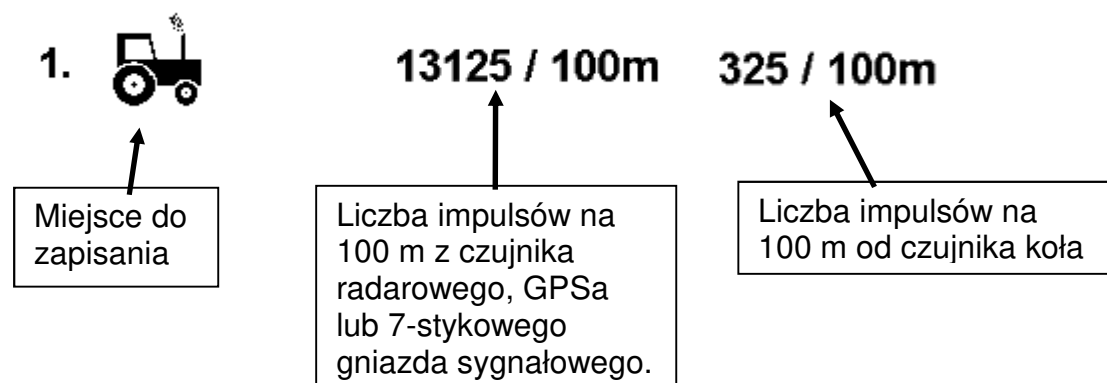 1. 13125 / 100m 325 / 100m
Miejsce do
zapisania
Liczba impulsów na
100 m z czujnika
radarowego, GPSa
lub 7-stykowego
gniazda sygnałowego.
Liczba impulsów na
100 m od czujnika koła